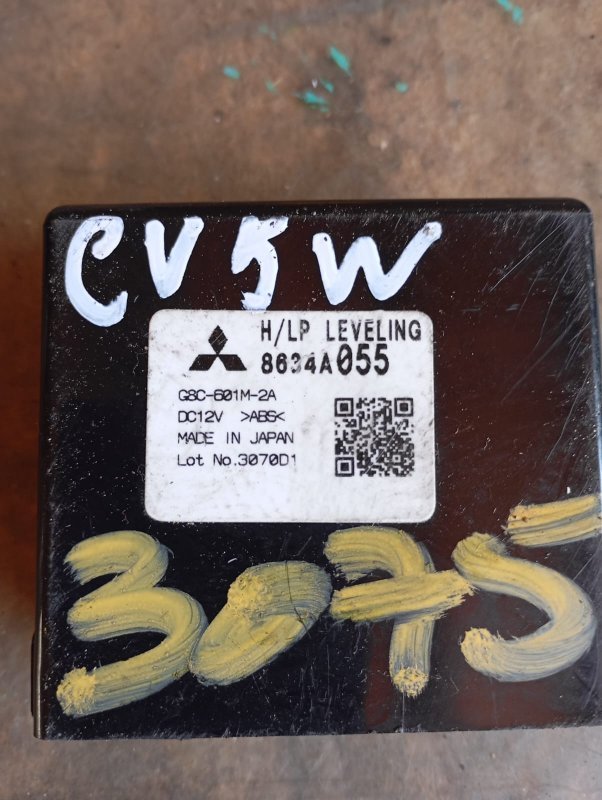 CV5W
H/LP LEVELING
8634A055
G8C-601M-2A
DC12V >ABS<
MADE IN JAPAN
Lot No.3070D1
3075